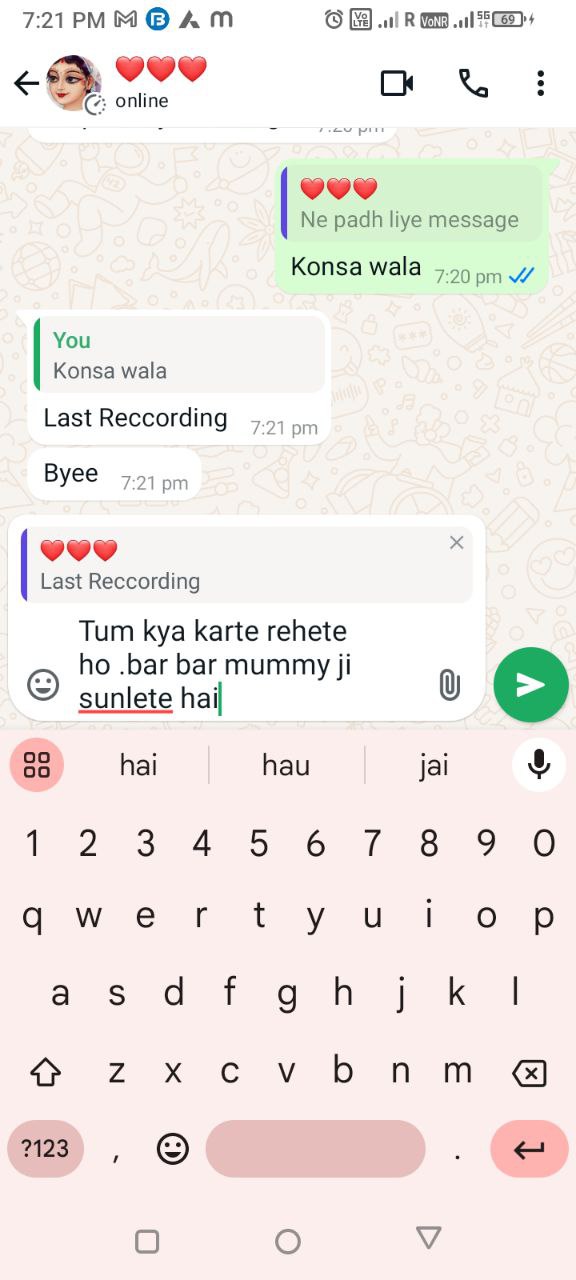 7:21 PM
R VoNR 5G 69
❤️❤️❤️
online
7:20 pm
❤️❤️❤️
Ne padh liye message
Konsa wala 7:20 pm
You
Konsa wala
Last Reccording 7:21 pm
Byee 7:21 pm
❤️❤️❤️
Last Reccording
Tum kya karte rehete
ho .bar bar mummy ji
sunlete hai
hai hau jai
1 2 3 4 5 6 7 8 9 0
q w e r t y u i o p
a s d f g h j k l
z x c v b n m
?123 , .